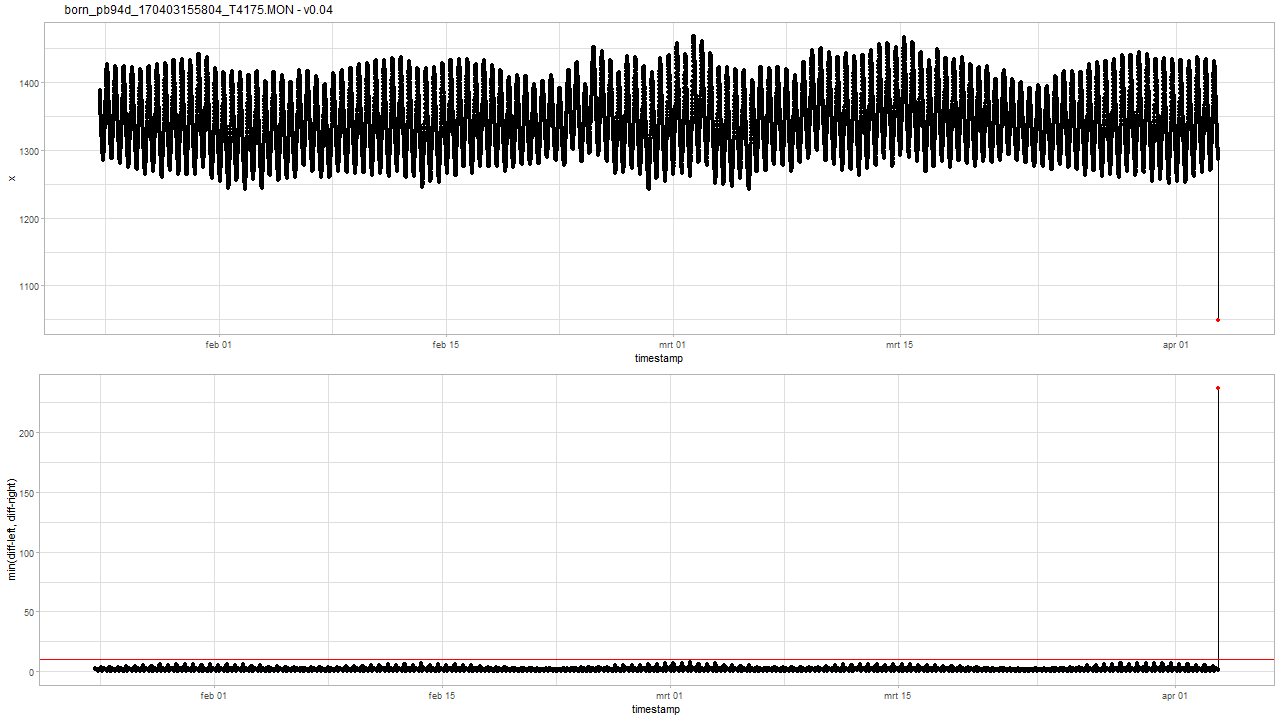 born_pb94d_170403155804_T4175.MON - v0.04
1400
1300
1200
1100
x
feb 01 feb 15 mrt 01 mrt 15 apr 01
timestamp
200
150
100
50
0
min(diff-left, diff-right)
feb 01 feb 15 mrt 01 mrt 15 apr 01
timestamp